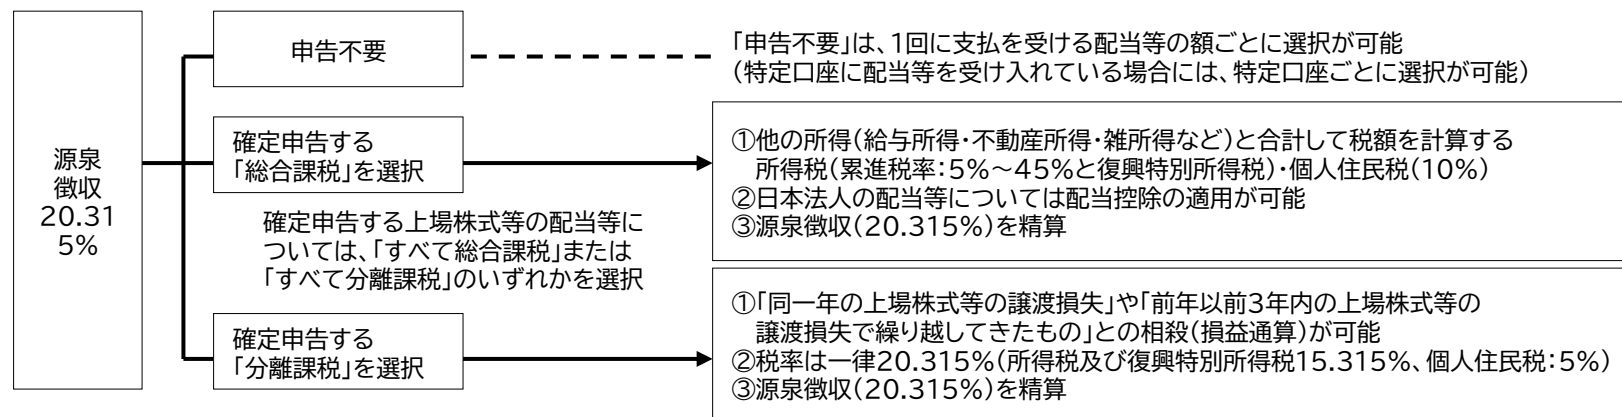 源泉
徴収
20.31
5%
申告不要
「申告不要」は、1回に支払を受ける配当等の額ごとに選択が可能
（特定口座に配当等を受け入れている場合には、特定口座ごとに選択が可能）
確定申告する
「総合課税」を選択
①他の所得（給与所得・不動産所得・雑所得など）と合計して税額を計算する
所得税（累進税率：5%～45%と復興特別所得税）・個人住民税（10%）
②日本法人の配当等については配当控除の適用が可能
③源泉徴収（20.315%）を精算
確定申告する上場株式等の配当等に
ついては、「すべて総合課税」または
「すべて分離課税」のいずれかを選択
確定申告する
「分離課税」を選択
①「同一年の上場株式等の譲渡損失」や「前年以前3年内の上場株式等の
譲渡損失で繰り越してきたもの」との相殺（損益通算）が可能
②税率は一律20.315%（所得税及び復興特別所得税15.315%、個人住民税：5%）
③源泉徴収（20.315%）を精算